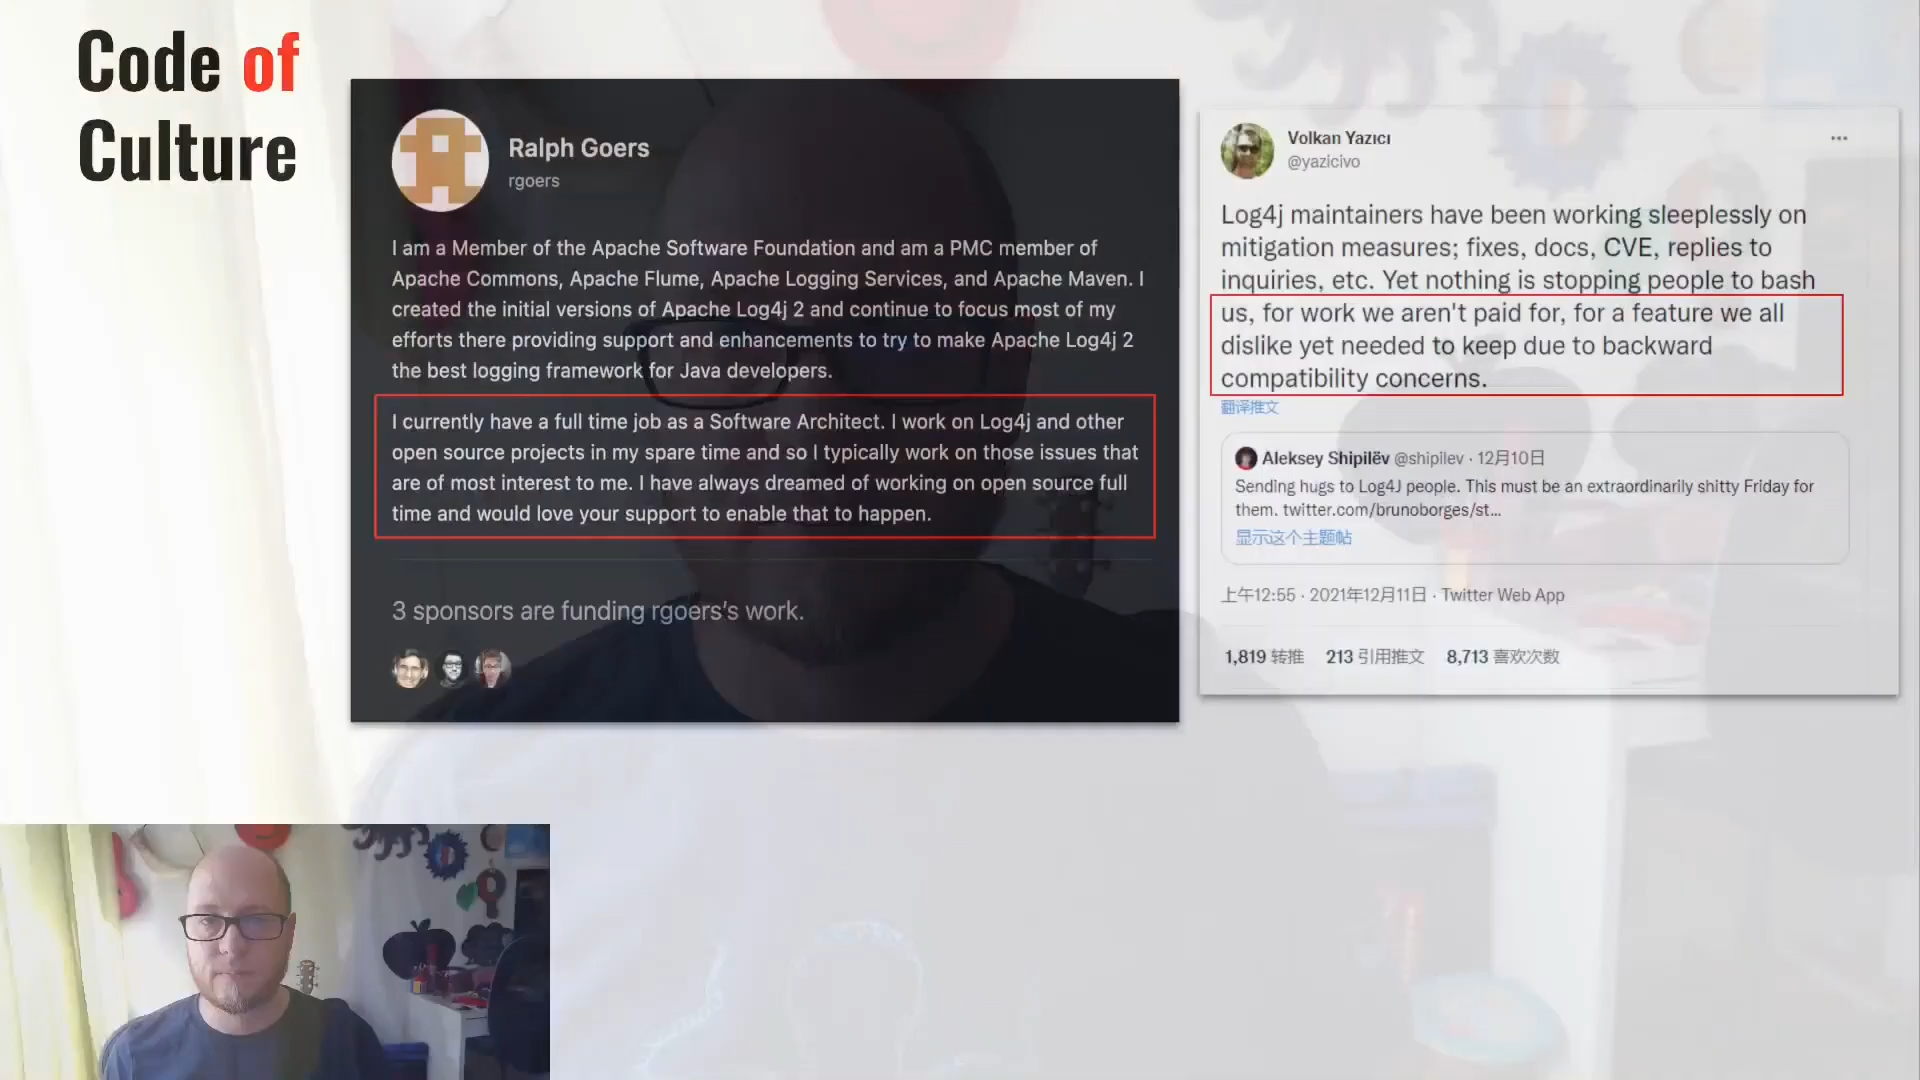 Code of
Culture
Ralph Goers
rgoers
I am a Member of the Apache Software Foundation and am a PMC member of
Apache Commons, Apache Flume, Apache Logging Services, and Apache Maven. I
created the initial versions of Apache Log4j 2 and continue to focus most of my
efforts there providing support and enhancements to try to make Apache Log4j 2
the best logging framework for Java developers.
I currently have a full time job as a Software Architect. I work on Log4j and other
open source projects in my spare time and so I typically work on those issues that
are of most interest to me. I have always dreamed of working on open source full
time and would love your support to enable that to happen.
3 sponsors are funding rgoers's work.
Volkan Yazıcı
@yazicivo
Log4j maintainers have been working sleeplessly on
mitigation measures; fixes, docs, CVE, replies to
inquiries, etc. Yet nothing is stopping people to bash
us, for work we aren't paid for, for a feature we all
dislike yet needed to keep due to backward
compatibility concerns.
翻译推文
Aleksey Shipilëv @shipilev · 12月10日
Sending hugs to Log4J people. This must be an extraordinarily shitty Friday for
them. twitter.com/brunoborges/st...
显示这个主题帖
上午12:55 · 2021年12月11日 · Twitter Web App
1,819 转推 213 引用推文 8,713 喜欢次数